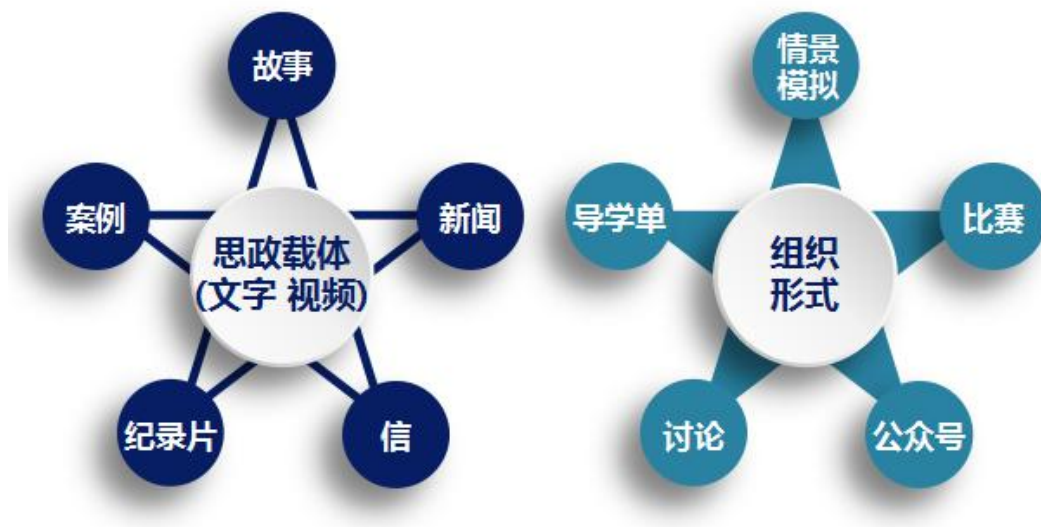 故事
案例
新闻
思政载体
(文字 视频)
纪录片
信
情景
模拟
导学单
比赛
组织
形式
讨论
公众号